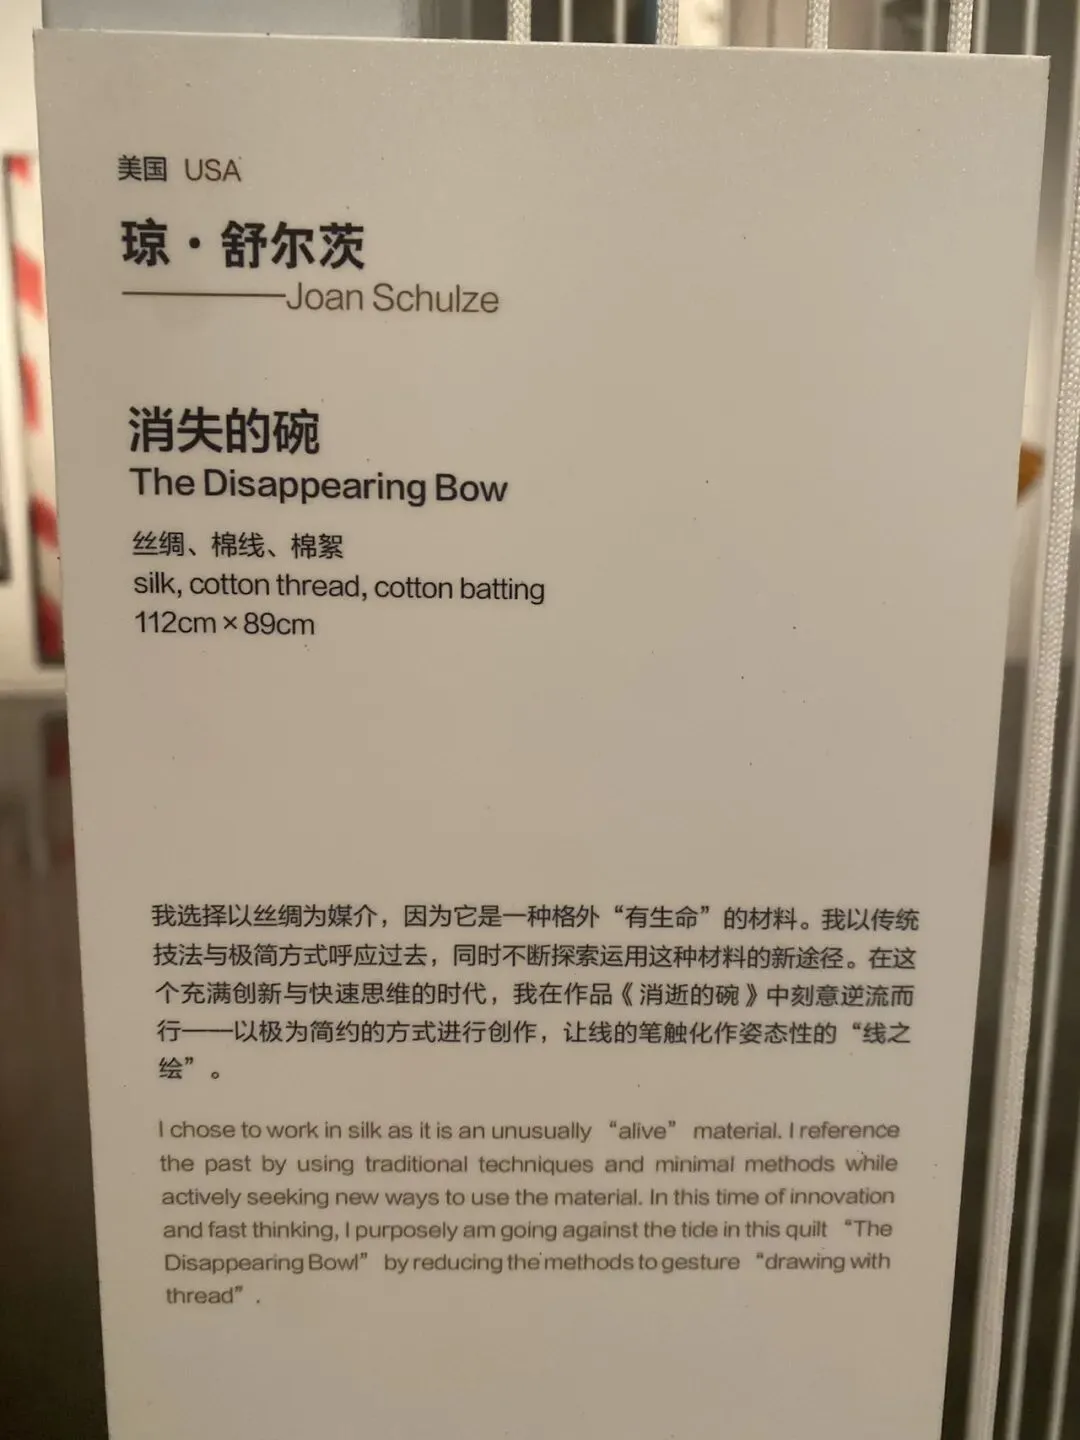 美国 USA
琼·舒尔茨
————Joan Schulze
消失的碗
The Disappearing Bow
丝绸、棉线、棉絮
silk, cotton thread, cotton batting
112cm×89cm
我选择以丝绸为媒介，因为它是一种格外“有生命”的材料。我以传统
技法与极简方式呼应过去，同时不断探索运用这种材料的新途径。在这
个充满创新与快速思维的时代，我在作品《消逝的碗》中刻意逆流而
行——以极为简约的方式进行创作，让线的笔触化作姿态性的“线之
绘”。
I chose to work in silk as it is an unusually “alive” material. I reference
the past by using traditional techniques and minimal methods while
actively seeking new ways to use the material. In this time of innovation
and fast thinking, I purposely am going against the tide in this quilt “The
Disappearing Bowl” by reducing the methods to gesture “drawing with
thread”.